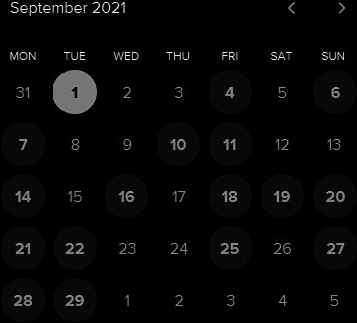 September 2021
MON TUE WED THU FRI SAT SUN
31 1 2 3 4 5 6
7 8 9 10 11 12 13
14 15 16 17 18 19 20
21 22 23 24 25 26 27
28 29 1 2 3 4 5